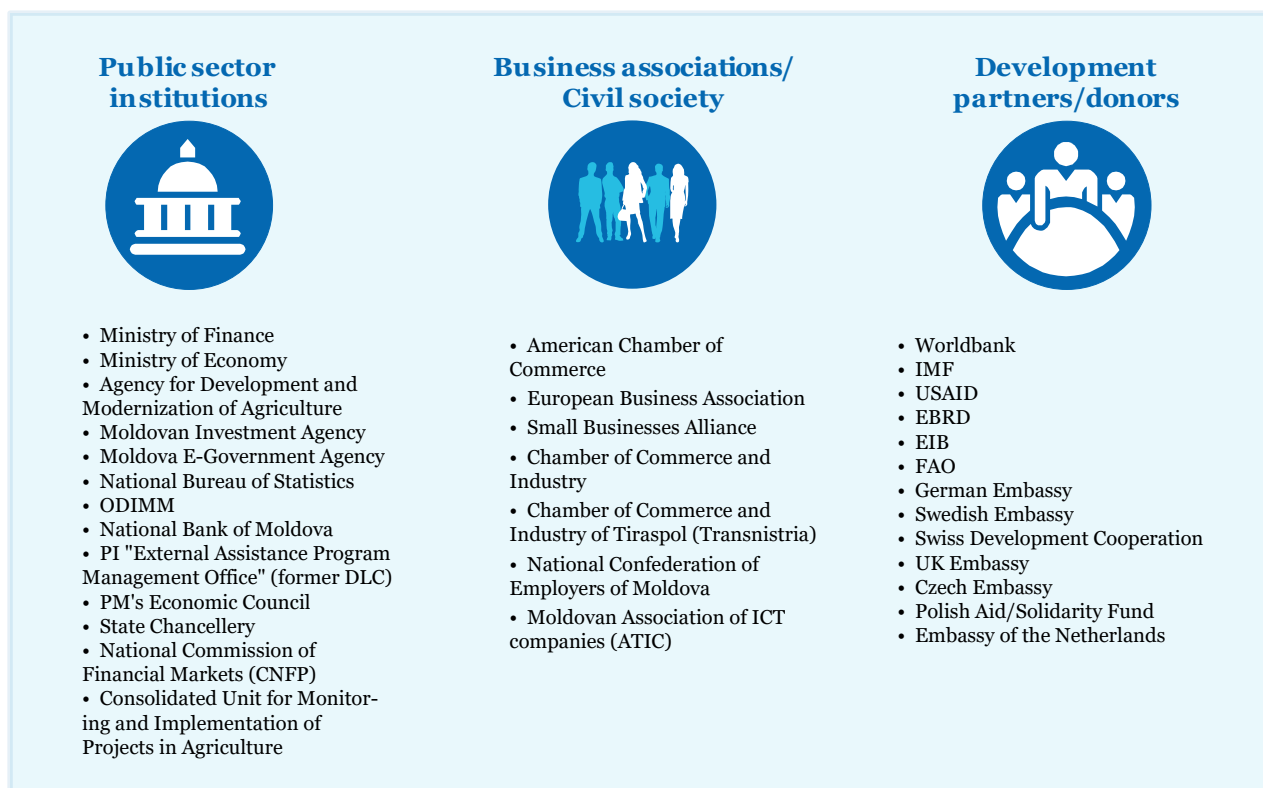 Public sector
institutions
• Ministry of Finance
• Ministry of Economy
• Agency for Development and
Modernization of Agriculture
• Moldovan Investment Agency
• Moldova E-Government Agency
• National Bureau of Statistics
• ODIMM
• National Bank of Moldova
• PI "External Assistance Program
Management Office" (former DLC)
• PM's Economic Council
• State Chancellery
• National Commission of
Financial Markets (CNFP)
• Consolidated Unit for Monitor-
ing and Implementation of
Projects in Agriculture
Business associations/
Civil society
• American Chamber of
Commerce
• European Business Association
• Small Businesses Alliance
• Chamber of Commerce and
Industry
• Chamber of Commerce and
Industry of Tiraspol (Transnistria)
• National Confederation of
Employers of Moldova
• Moldovan Association of ICT
companies (ATIC)
Development
partners/donors
• Worldbank
• IMF
• USAID
• EBRD
• EIB
• FAO
• German Embassy
• Swedish Embassy
• Swiss Development Cooperation
• UK Embassy
• Czech Embassy
• Polish Aid/Solidarity Fund
• Embassy of the Netherlands